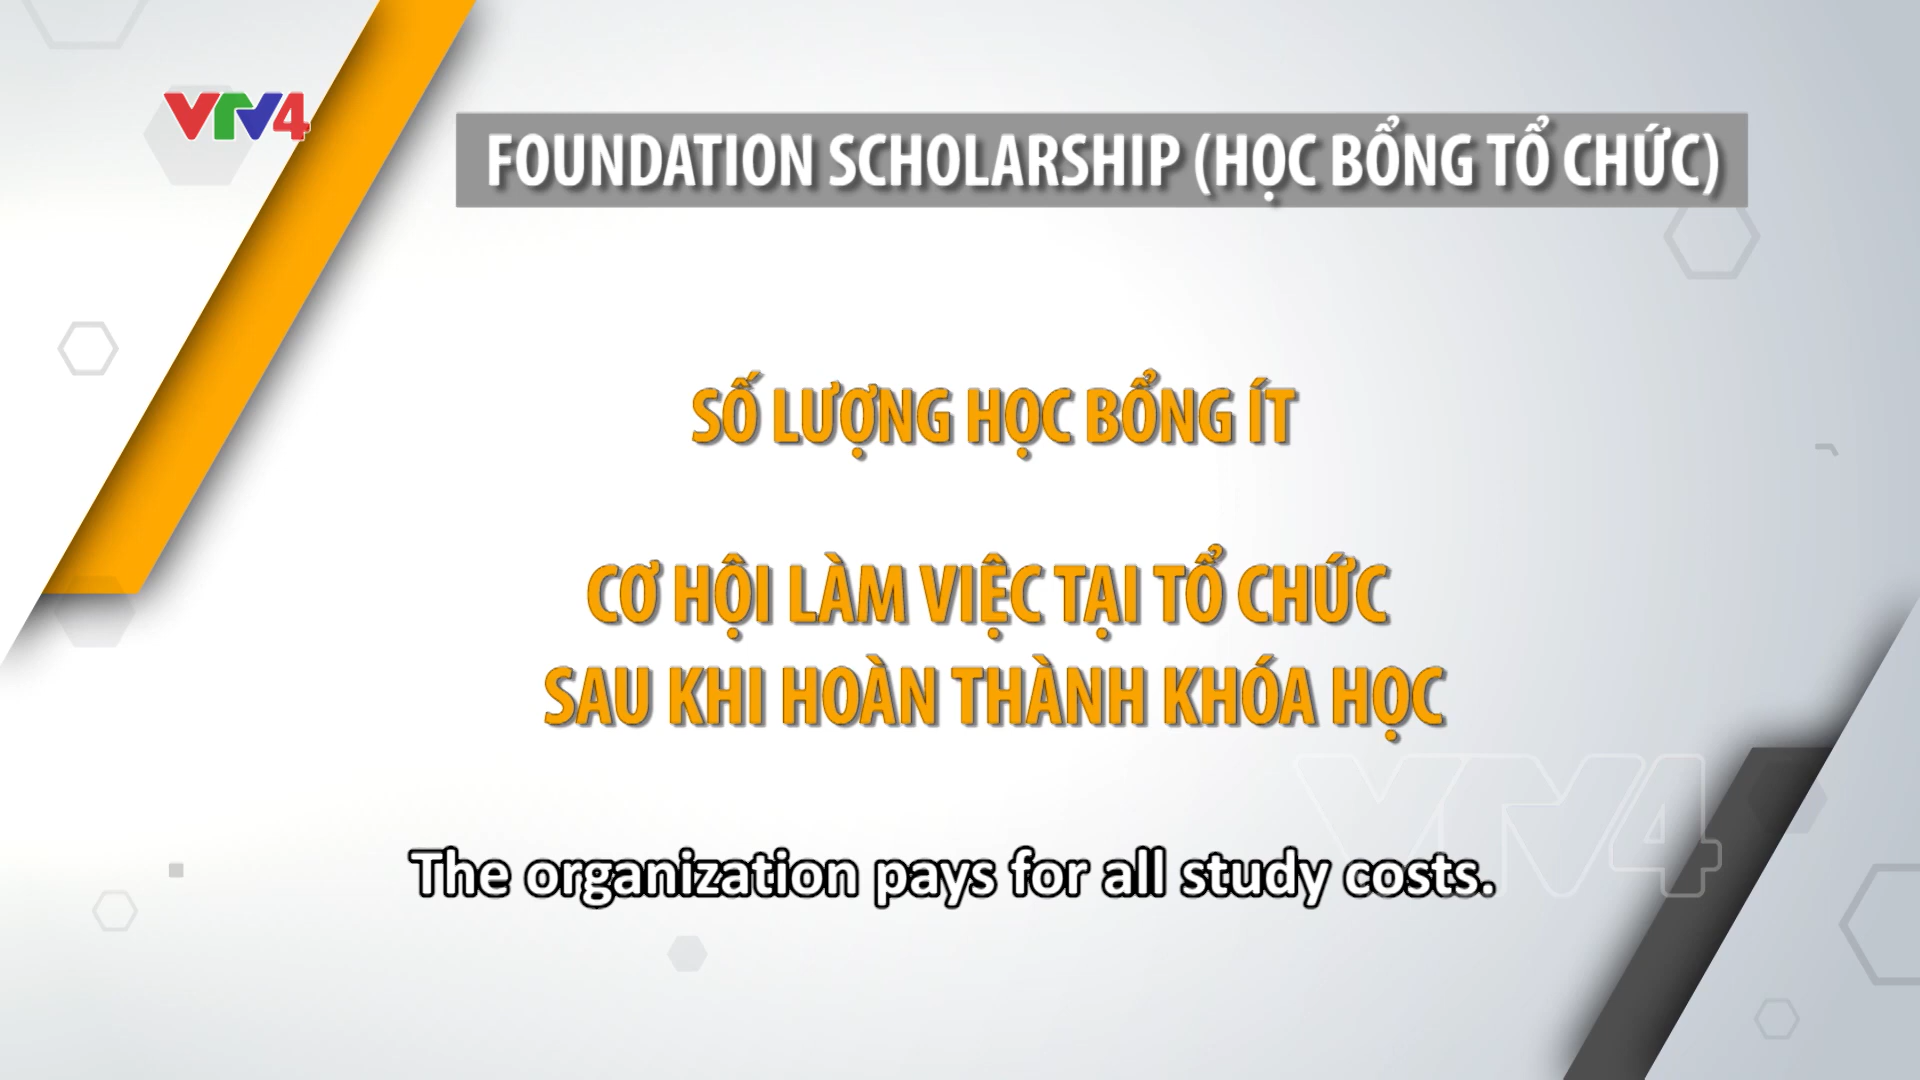 VTV4
FOUNDATION SCHOLARSHIP (HỌC BỔNG TỔ CHỨC)
SỐ LƯỢNG HỌC BỔNG ÍT
CƠ HỘI LÀM VIỆC TẠI TỔ CHỨC
SAU KHI HOÀN THÀNH KHÓA HỌC
VTV4
The organization pays for all study costs.